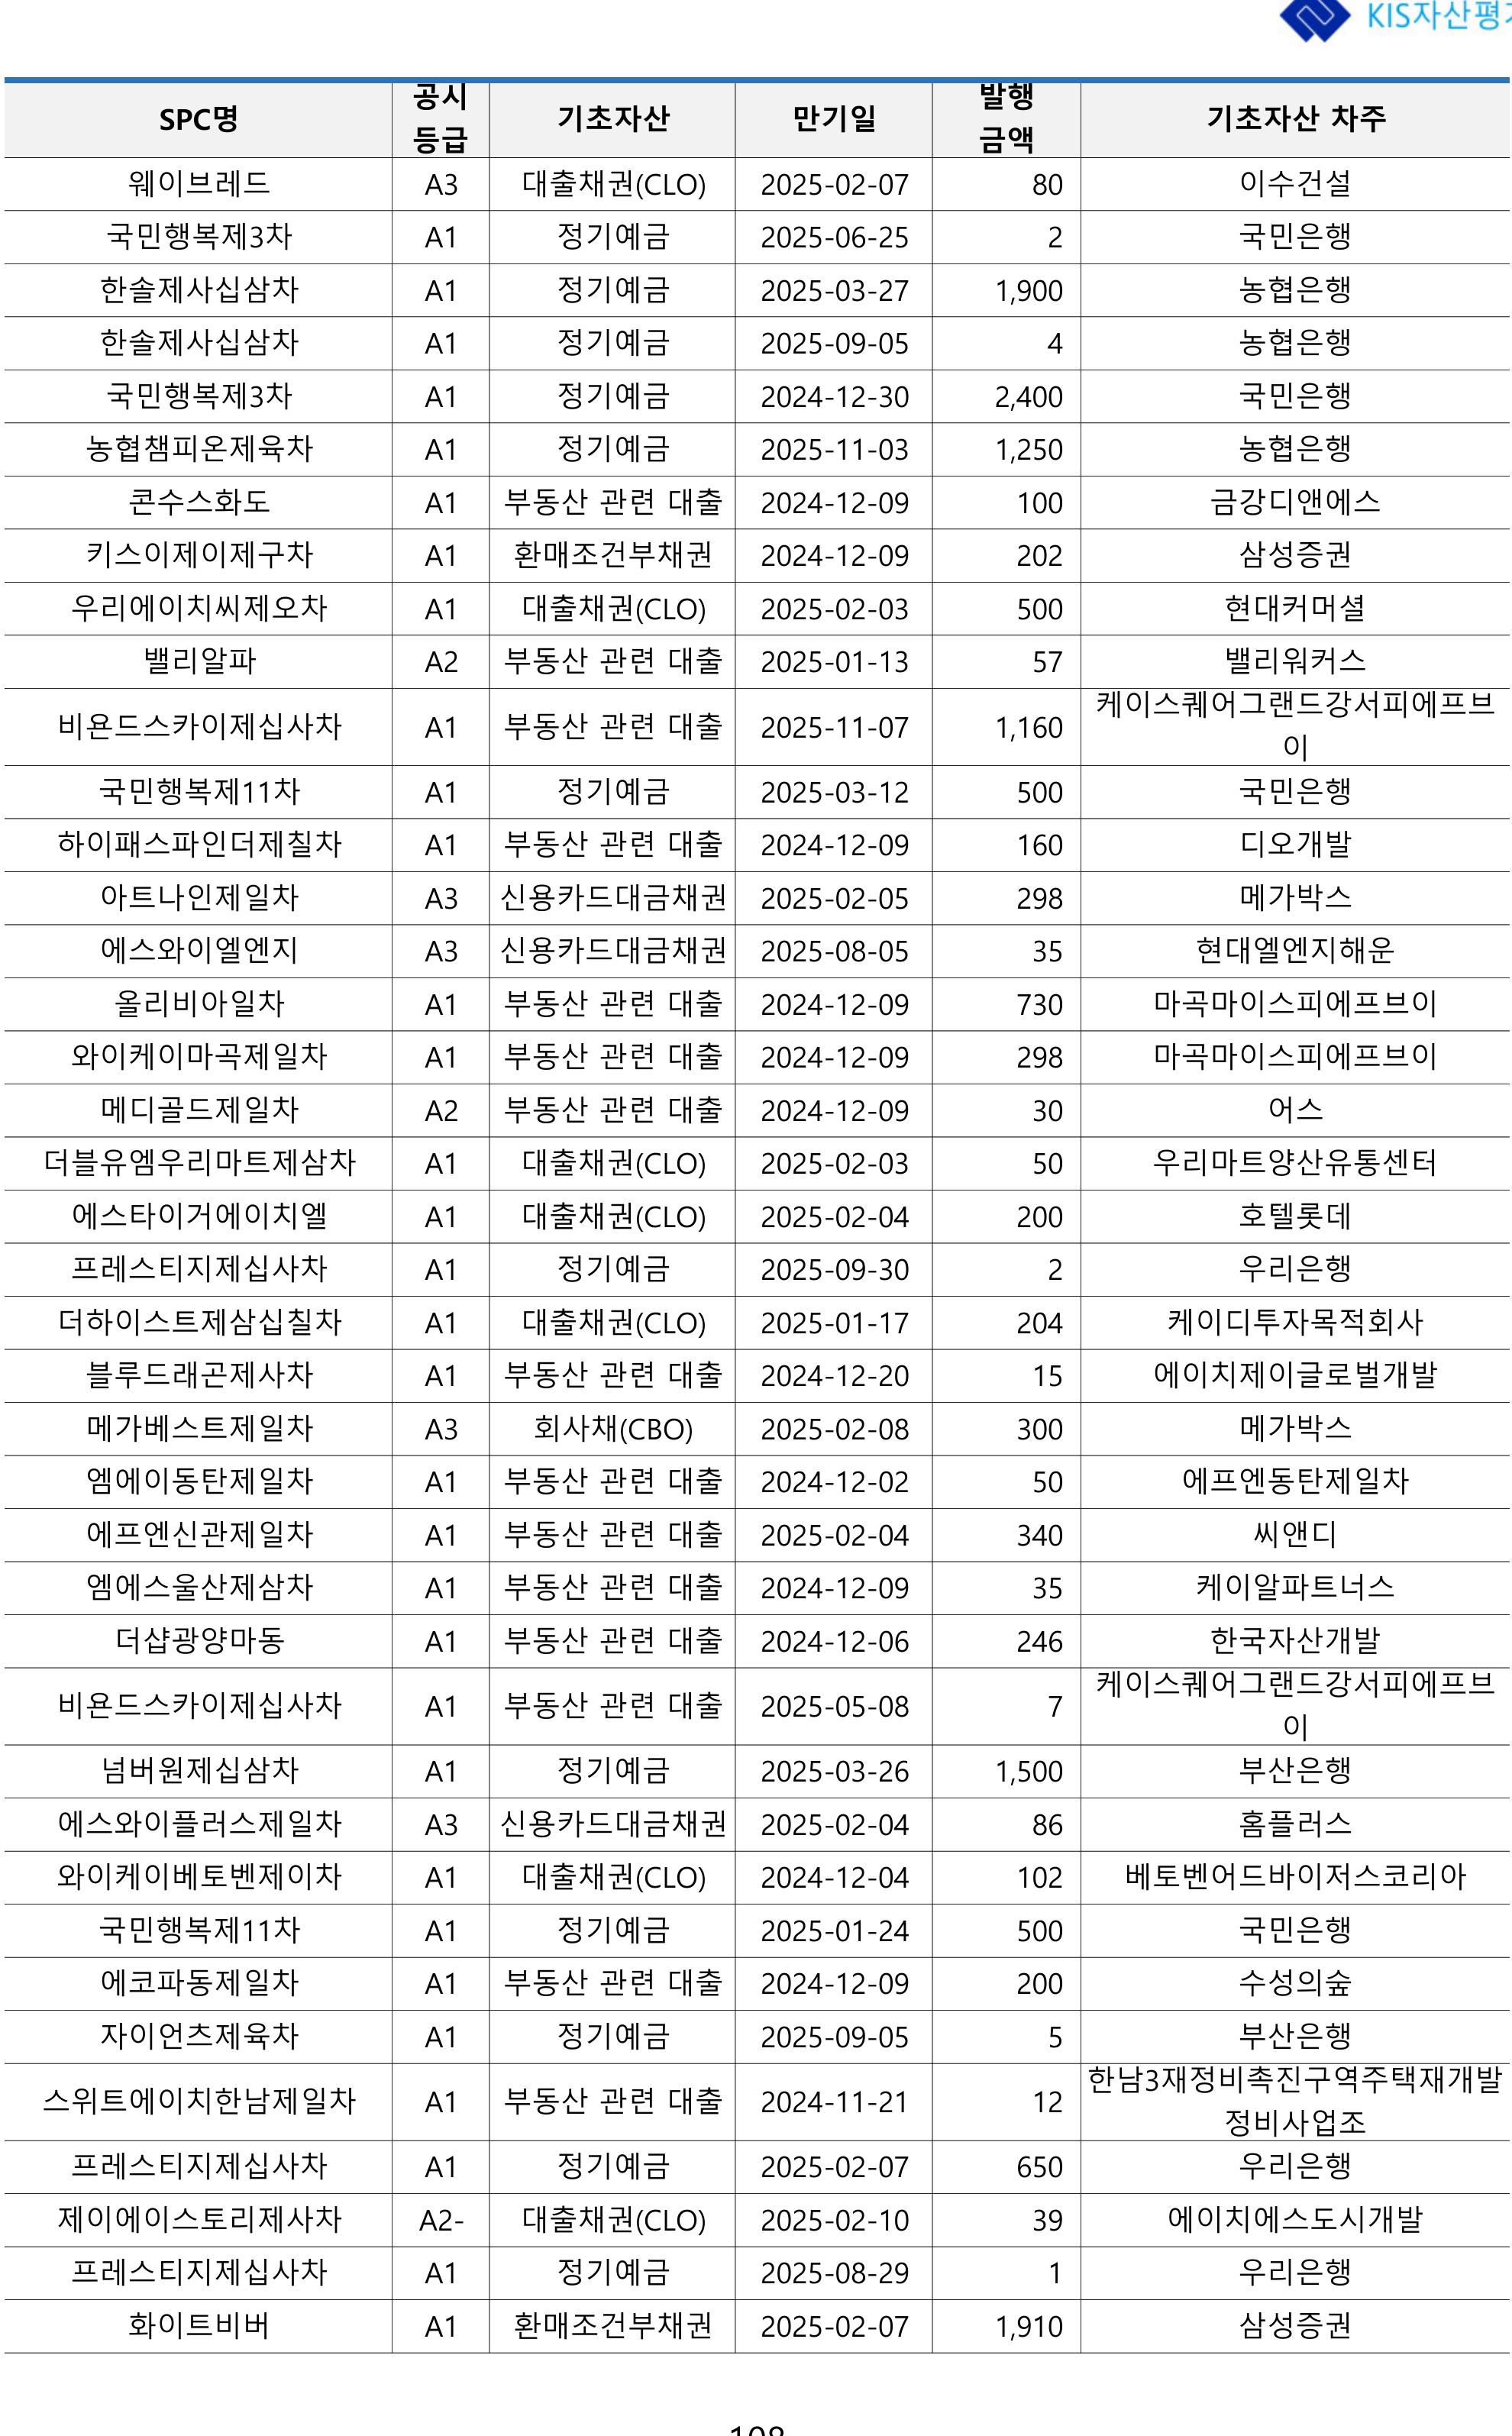 KIS자산평가
SPC명 공시 등급 기초자산 만기일 발행 금액 기초자산 차주
웨이브레드 A3 대출채권(CLO) 2025-02-07 80 이수건설
국민행복제3차 A1 정기예금 2025-06-25 2 국민은행
한솔제사십삼차 A1 정기예금 2025-03-27 1,900 농협은행
한솔제사십삼차 A1 정기예금 2025-09-05 4 농협은행
국민행복제3차 A1 정기예금 2024-12-30 2,400 국민은행
농협챔피온제육차 A1 정기예금 2025-11-03 1,250 농협은행
콘수스화도 A1 부동산 관련 대출 2024-12-09 100 금강디앤에스
키스이제이제구차 A1 환매조건부채권 2024-12-09 202 삼성증권
우리에이치씨제오차 A1 대출채권(CLO) 2025-02-03 500 현대커머셜
밸리알파 A2 부동산 관련 대출 2025-01-13 57 밸리워커스
비욘드스카이제십사차 A1 부동산 관련 대출 2025-11-07 1,160 케이스퀘어그랜드강서피에프브
이
국민행복제11차 A1 정기예금 2025-03-12 500 국민은행
하이패스파인더제칠차 A1 부동산 관련 대출 2024-12-09 160 디오개발
아트나인제일차 A3 신용카드대금채권 2025-02-05 298 메가박스
에스와이엘엔지 A3 신용카드대금채권 2025-08-05 35 현대엘엔지해운
올리비아일차 A1 부동산 관련 대출 2024-12-09 730 마곡마이스피에프브이
와이케이마곡제일차 A1 부동산 관련 대출 2024-12-09 298 마곡마이스피에프브이
메디골드제일차 A2 부동산 관련 대출 2024-12-09 30 어스
더블유엠우리마트제삼차 A1 대출채권(CLO) 2025-02-03 50 우리마트양산유통센터
에스타이거에이치엘 A1 대출채권(CLO) 2025-02-04 200 호텔롯데
프레스티지제십사차 A1 정기예금 2025-09-30 2 우리은행
더하이스트제삼십칠차 A1 대출채권(CLO) 2025-01-17 204 케이디투자목적회사
블루드래곤제사차 A1 부동산 관련 대출 2024-12-20 15 에이치제이글로벌개발
메가베스트제일차 A3 회사채(CBO) 2025-02-08 300 메가박스
엠에이동탄제일차 A1 부동산 관련 대출 2024-12-02 50 에프엔동탄제일차
에프엔신관제일차 A1 부동산 관련 대출 2025-02-04 340 씨앤디
엠에스울산제삼차 A1 부동산 관련 대출 2024-12-09 35 케이알파트너스
더샵광양마동 A1 부동산 관련 대출 2024-12-06 246 한국자산개발
비욘드스카이제십사차 A1 부동산 관련 대출 2025-05-08 7 케이스퀘어그랜드강서피에프브
이
넘버원제십삼차 A1 정기예금 2025-03-26 1,500 부산은행
에스와이플러스제일차 A3 신용카드대금채권 2025-02-04 86 홈플러스
와이케이베토벤제이차 A1 대출채권(CLO) 2024-12-04 102 베토벤어드바이저스코리아
국민행복제11차 A1 정기예금 2025-01-24 500 국민은행
에코파동제일차 A1 부동산 관련 대출 2024-12-09 200 수성의숲
자이언츠제육차 A1 정기예금 2025-09-05 5 부산은행
스위트에이치한남제일차 A1 부동산 관련 대출 2024-11-21 12 한남3재정비촉진구역주택재개발
정비사업조
프레스티지제십사차 A1 정기예금 2025-02-07 650 우리은행
제이에이스토리제사차 A2- 대출채권(CLO) 2025-02-10 39 에이치에스도시개발
프레스티지제십사차 A1 정기예금 2025-08-29 1 우리은행
화이트비버 A1 환매조건부채권 2025-02-07 1,910 삼성증권
108